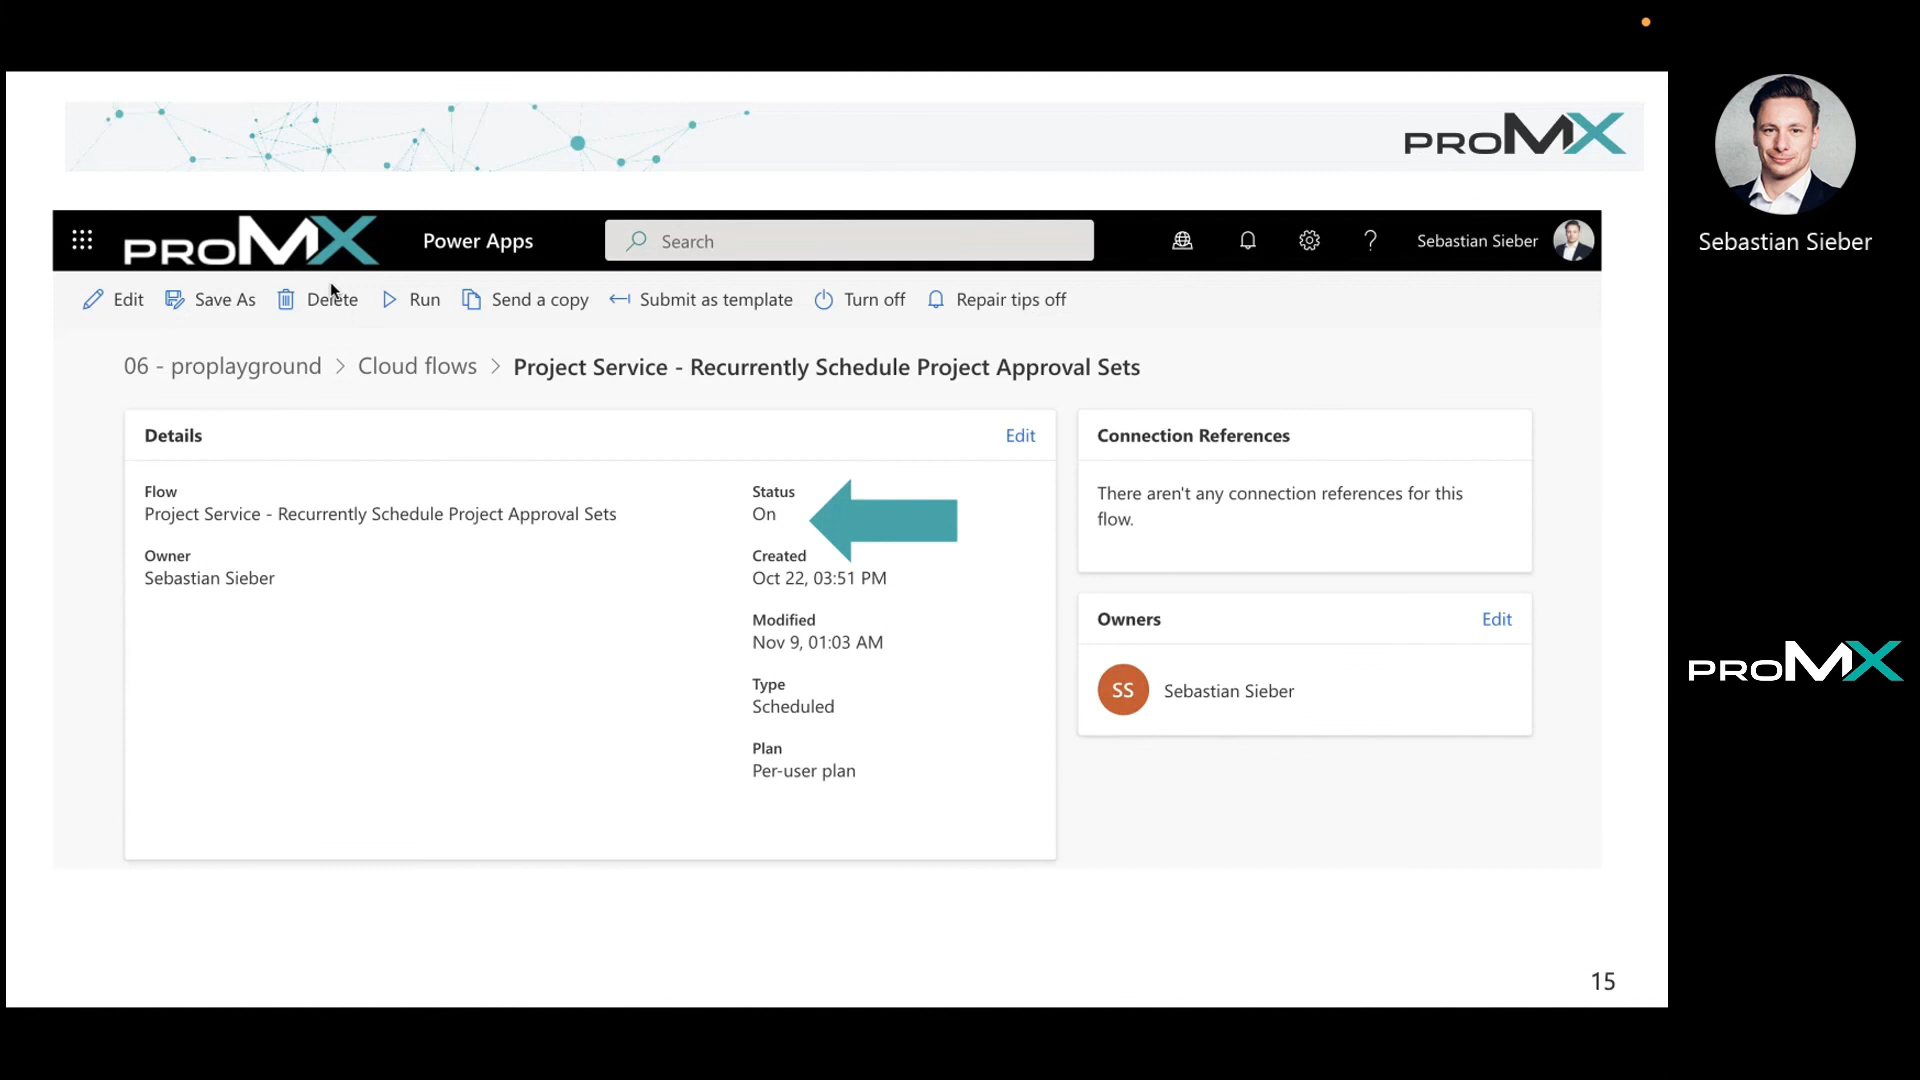 proMX
Sebastian Sieber
proMX Power Apps Search Sebastian Sieber
Edit Save As Delete Run Send a copy Submit as template Turn off Repair tips off
06 - proplayground > Cloud flows > Project Service - Recurrently Schedule Project Approval Sets
Details Edit
Flow
Project Service - Recurrently Schedule Project Approval Sets
Owner
Sebastian Sieber
Status
On
Created
Oct 22, 03:51 PM
Modified
Nov 9, 01:03 AM
Type
Scheduled
Plan
Per-user plan
Connection References
There aren't any connection references for this
flow.
Owners Edit
SS Sebastian Sieber
proMX
15